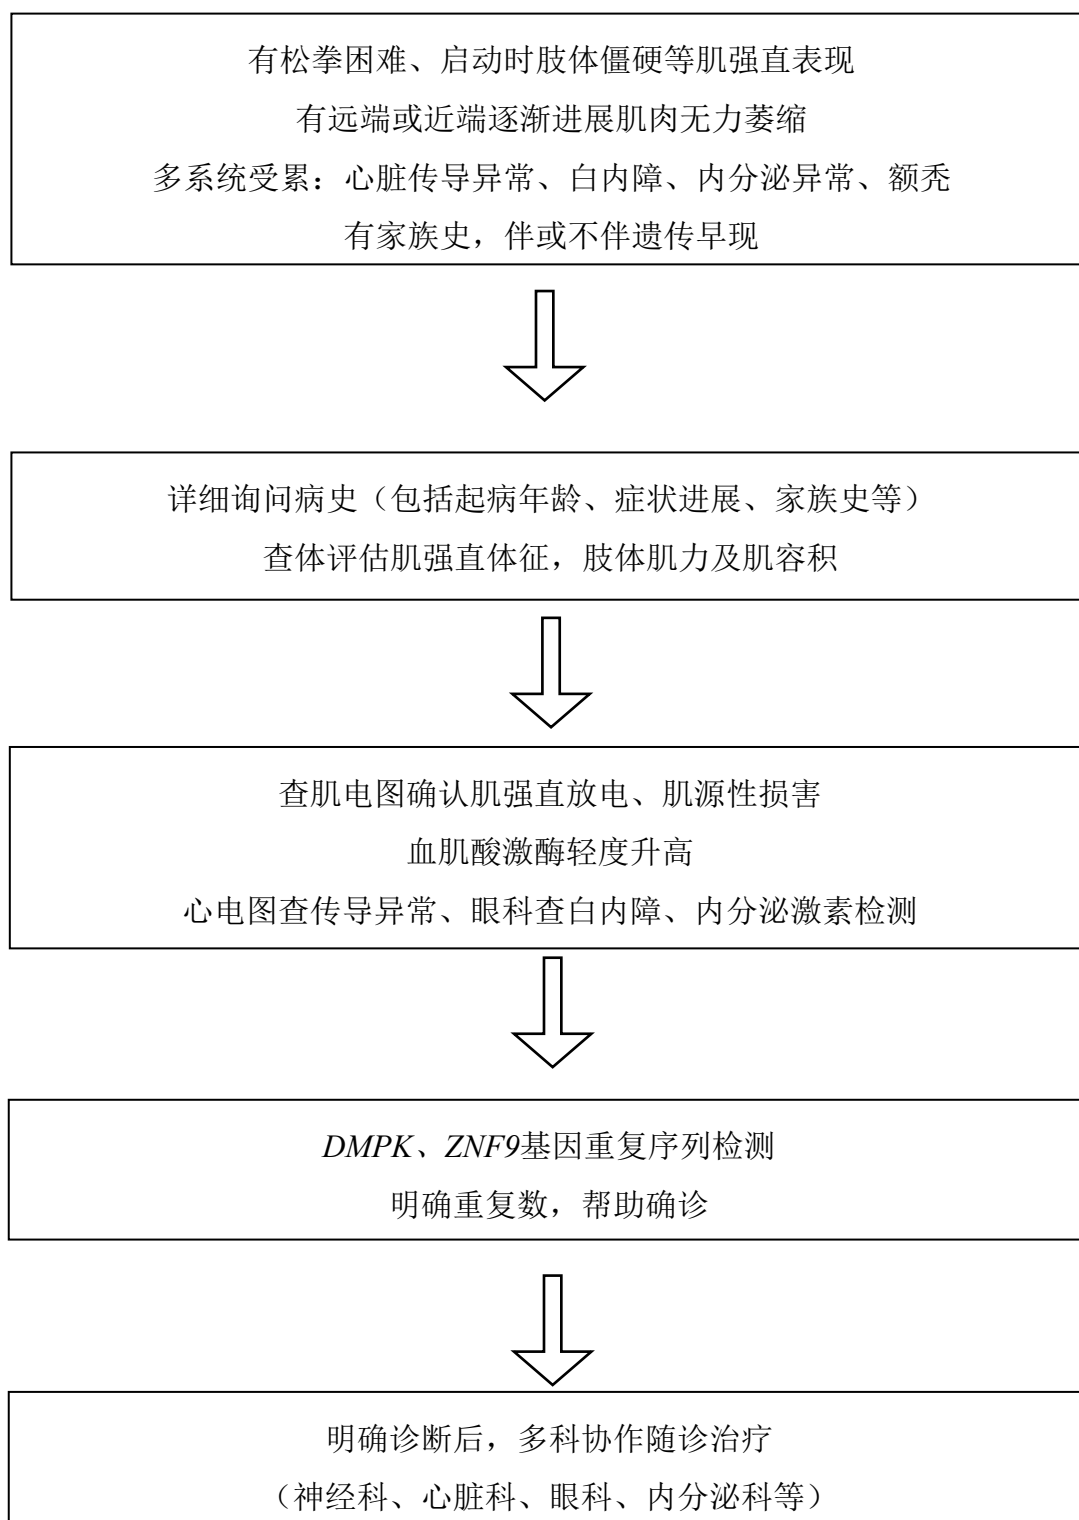 有松拳困难、启动时肢体僵硬等肌强直表现
有远端或近端逐渐进展肌肉无力萎缩
多系统受累：心脏传导异常、白内障、内分泌异常、额秃
有家族史，伴或不伴遗传早现
详细询问病史（包括起病年龄、症状进展、家族史等）
查体评估肌强直体征，肢体肌力及肌容积
查肌电图确认肌强直放电、肌源性损害
血肌酸激酶轻度升高
心电图查传导异常、眼科查白内障、内分泌激素检测
DMPK、ZNF9基因重复序列检测
明确重复数，帮助确诊
明确诊断后，多科协作随诊治疗
（神经科、心脏科、眼科、内分泌科等）